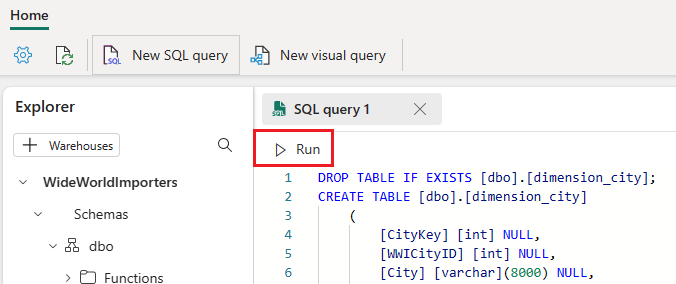 Home
New SQL query
New visual query
Explorer
SQL query 1
Warehouses
Run
WideWorldImporters
Schemas
dbo
Functions
1 DROP TABLE IF EXISTS [dbo].[dimension_city];
2 CREATE TABLE [dbo].[dimension_city]
3 (
4 [CityKey] [int] NULL,
5 [WWICityID] [int] NULL,
6 [City] [varchar](8000) NULL,